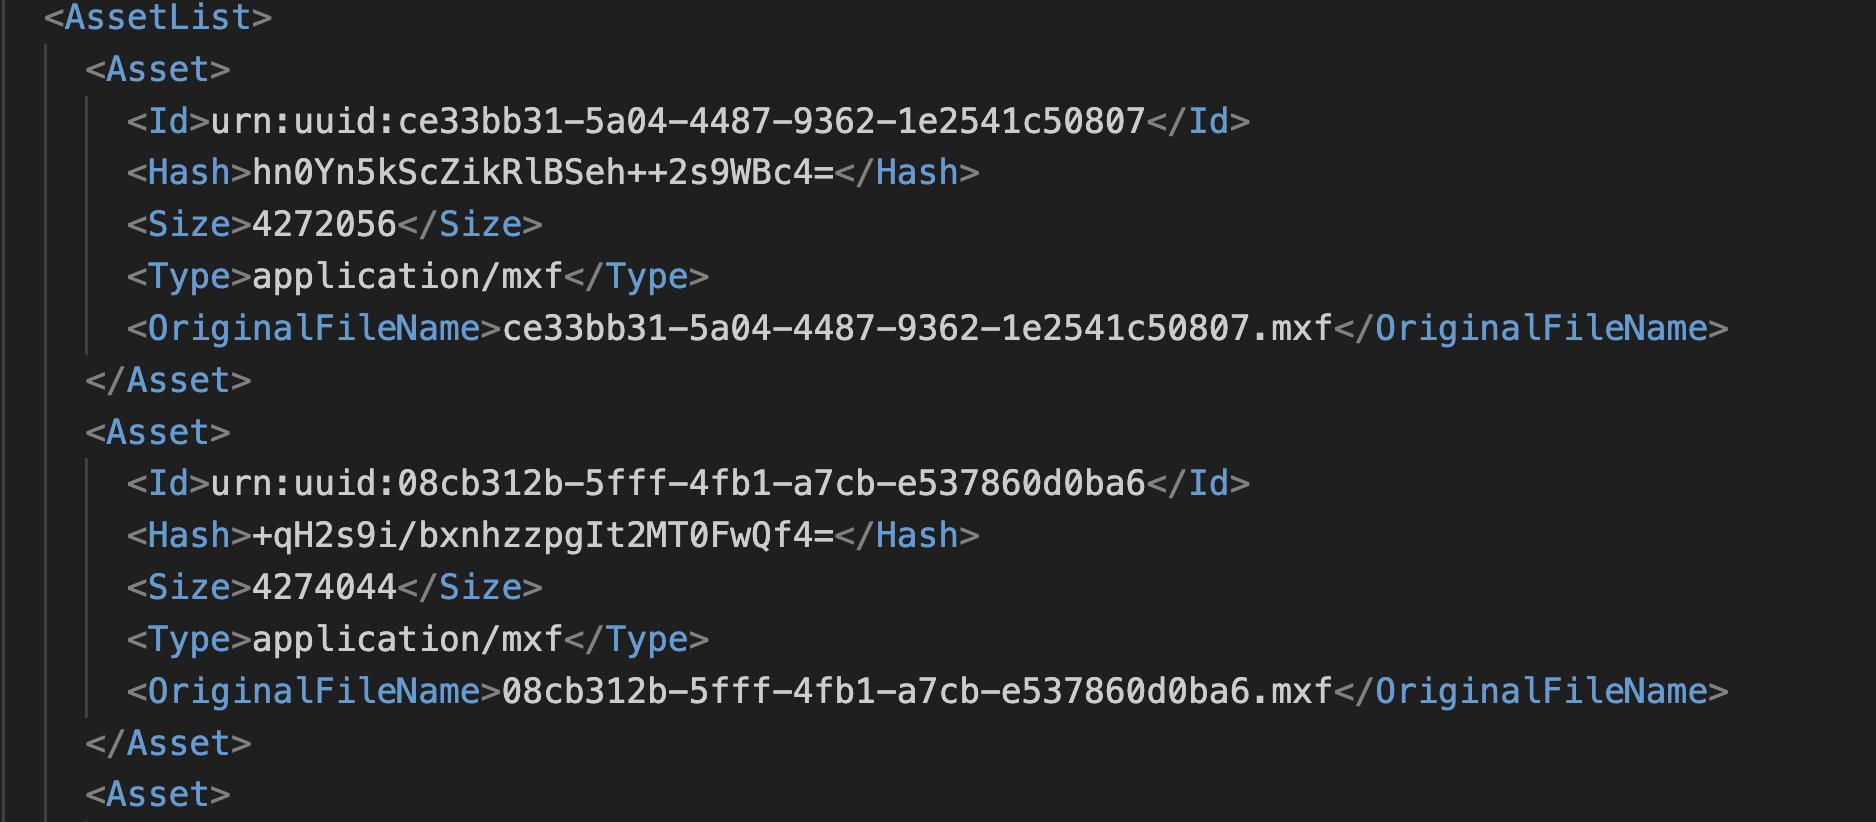 <AssetList>
<Asset>
<Id>urn:uuid:ce33bb31-5a04-4487-9362-1e2541c50807</Id>
<Hash>hn0Yn5kScZikRlBSeh++2s9WBc4=</Hash>
<Size>4272056</Size>
<Type>application/mxf</Type>
<OriginalFileName>ce33bb31-5a04-4487-9362-1e2541c50807.mxf</OriginalFileName>
</Asset>
<Asset>
<Id>urn:uuid:08cb312b-5fff-4fb1-a7cb-e537860d0ba6</Id>
<Hash>+qH2s9i/bxnhzzpgIt2MT0FwQf4=</Hash>
<Size>4274044</Size>
<Type>application/mxf</Type>
<OriginalFileName>08cb312b-5fff-4fb1-a7cb-e537860d0ba6.mxf</OriginalFileName>
</Asset>
<Asset>